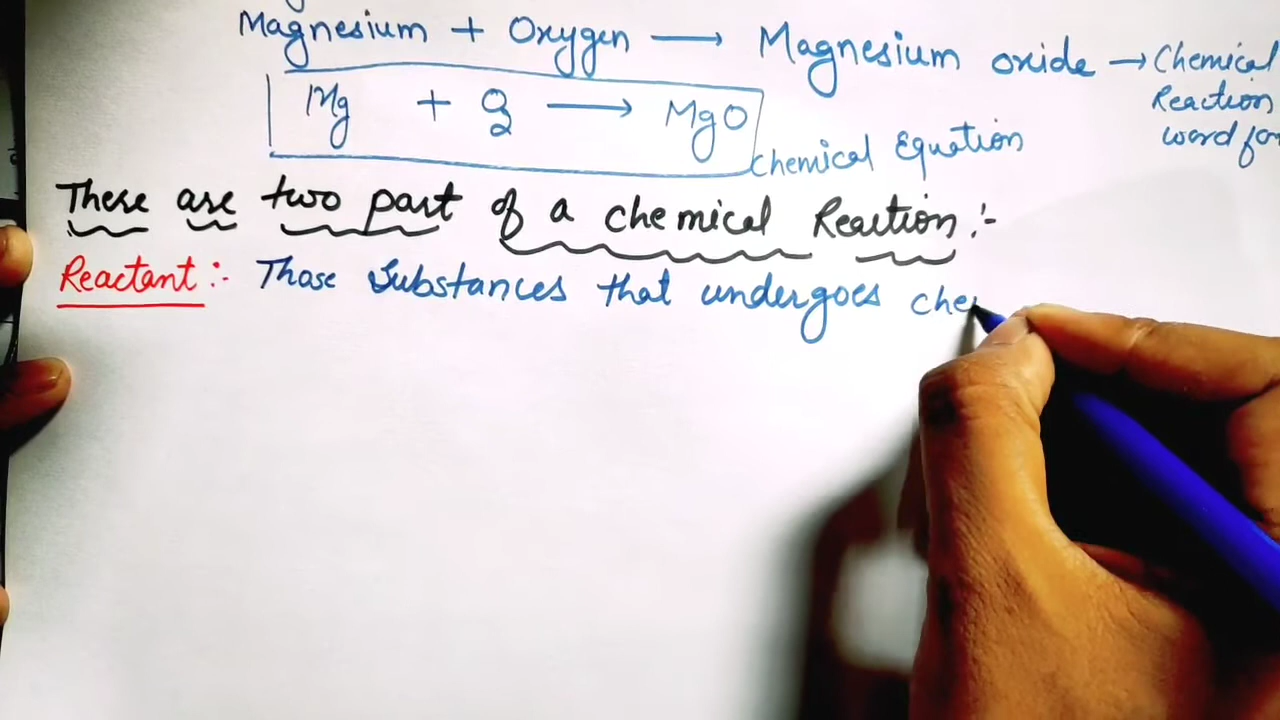 Magnesium + Oxygen → Magnesium oxide → Chemical
Reaction
word for
Mg + O2 → MgO
Chemical Equation
There are two part of a chemical Reaction :-
Reactant :- Those Substances that undergoes che